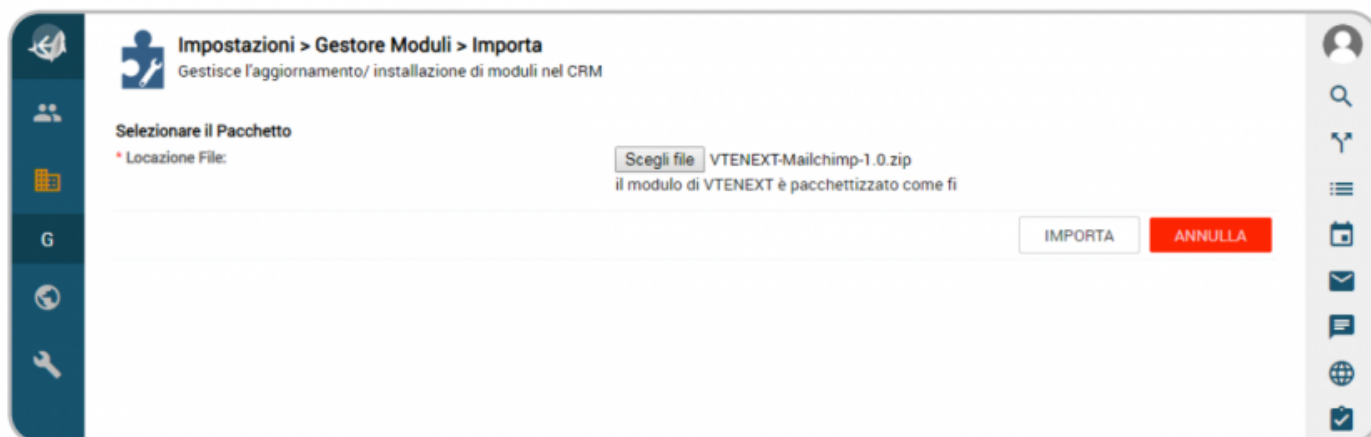 Impostazioni > Gestore Moduli > Importa
Gestisce l'aggiornamento/ installazione di moduli nel CRM
Selezionare il Pacchetto
* Locazione File:
Scegli file VTENEXT-Mailchimp-1.0.zip
il modulo di VTENEXT è pacchettizzato come fi
IMPORTA ANNULLA
G